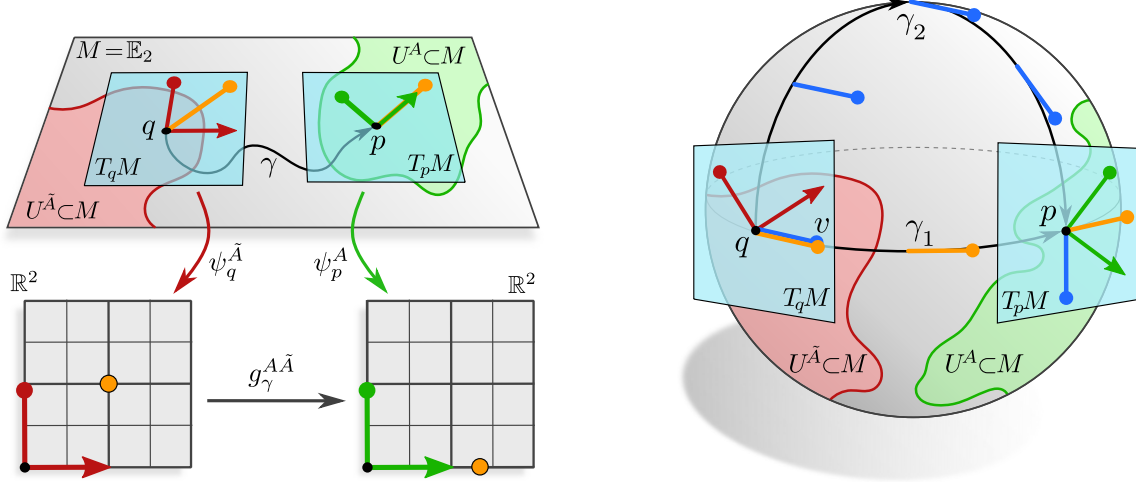 M = 𝔼₂
U^A ⊂ M
q
p
γ
T_qM
T_pM
U^Ã ⊂ M
ψ_q^Ã
ψ_p^A
ℝ²
ℝ²
g_γ^{AÃ}
γ₂
v
p
q
γ₁
T_qM
T_pM
U^Ã ⊂ M
U^A ⊂ M